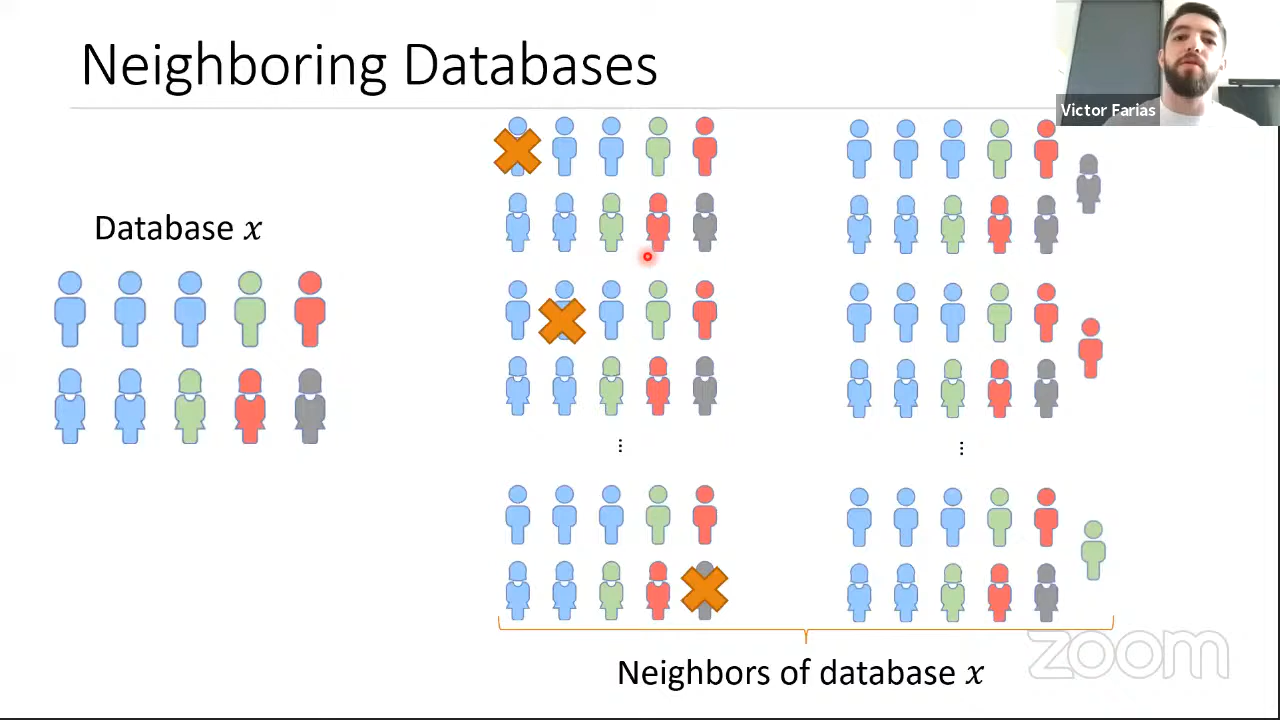 Neighboring Databases
Victor Farias
Database x
⋮
⋮
Neighbors of database x
zoom